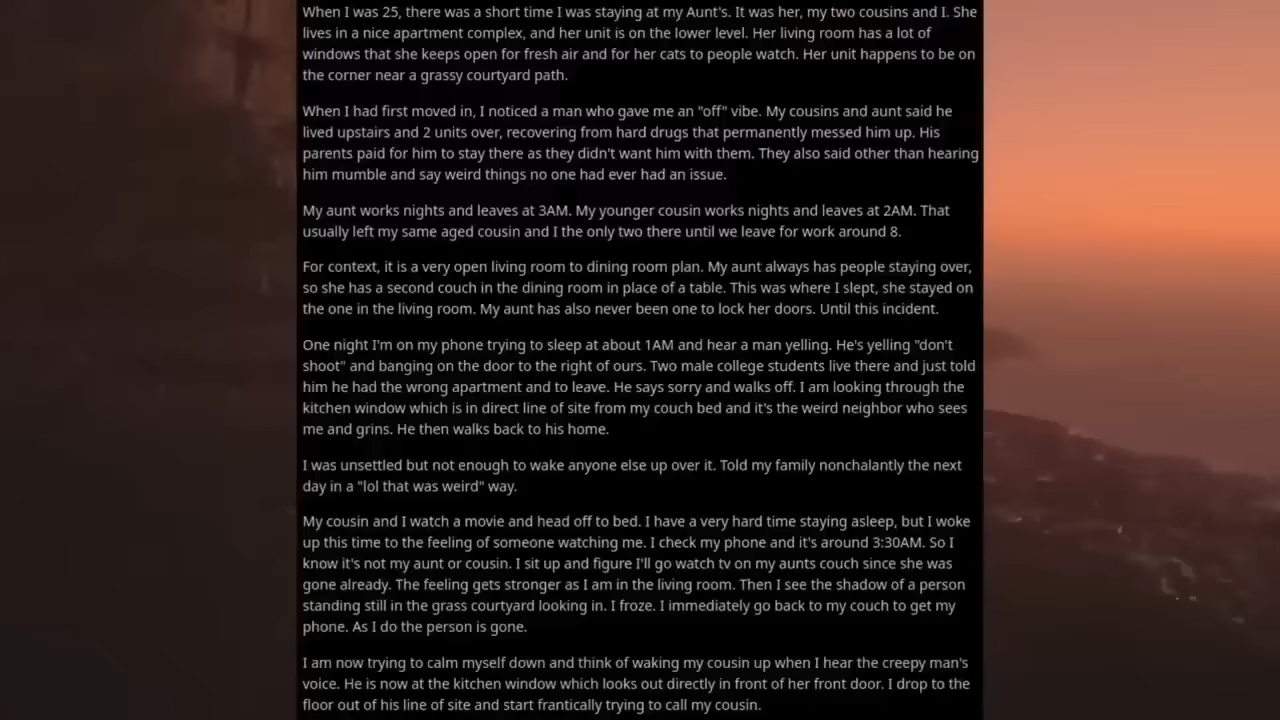 When I was 25, there was a short time I was staying at my Aunt's. It was her, my two cousins and I. She
lives in a nice apartment complex, and her unit is on the lower level. Her living room has a lot of
windows that she keeps open for fresh air and for her cats to people watch. Her unit happens to be on
the corner near a grassy courtyard path.
When I had first moved in, I noticed a man who gave me an "off" vibe. My cousins and aunt said he
lived upstairs and 2 units over, recovering from hard drugs that permanently messed him up. His
parents paid for him to stay there as they didn't want him with them. They also said other than hearing
him mumble and say weird things no one had ever had an issue.
My aunt works nights and leaves at 3AM. My younger cousin works nights and leaves at 2AM. That
usually left my same aged cousin and I the only two there until we leave for work around 8.
For context, it is a very open living room to dining room plan. My aunt always has people staying over,
so she has a second couch in the dining room in place of a table. This was where I slept, she stayed on
the one in the living room. My aunt has also never been one to lock her doors. Until this incident.
One night I'm on my phone trying to sleep at about 1AM and hear a man yelling. He's yelling "don't
shoot" and banging on the door to the right of ours. Two male college students live there and just told
him he had the wrong apartment and to leave. He says sorry and walks off. I am looking through the
kitchen window which is in direct line of site from my couch bed and it's the weird neighbor who sees
me and grins. He then walks back to his home.
I was unsettled but not enough to wake anyone else up over it. Told my family nonchalantly the next
day in a "lol that was weird" way.
My cousin and I watch a movie and head off to bed. I have a very hard time staying asleep, but I woke
up this time to the feeling of someone watching me. I check my phone and it's around 3:30AM. So I
know it's not my aunt or cousin. I sit up and figure I'll go watch tv on my aunts couch since she was
gone already. The feeling gets stronger as I am in the living room. Then I see the shadow of a person
standing still in the grass courtyard looking in. I froze. I immediately go back to my couch to get my
phone. As I do the person is gone.
I am now trying to calm myself down and think of waking my cousin up when I hear the creepy man's
voice. He is now at the kitchen window which looks out directly in front of her front door. I drop to the
floor out of his line of site and start frantically trying to call my cousin.